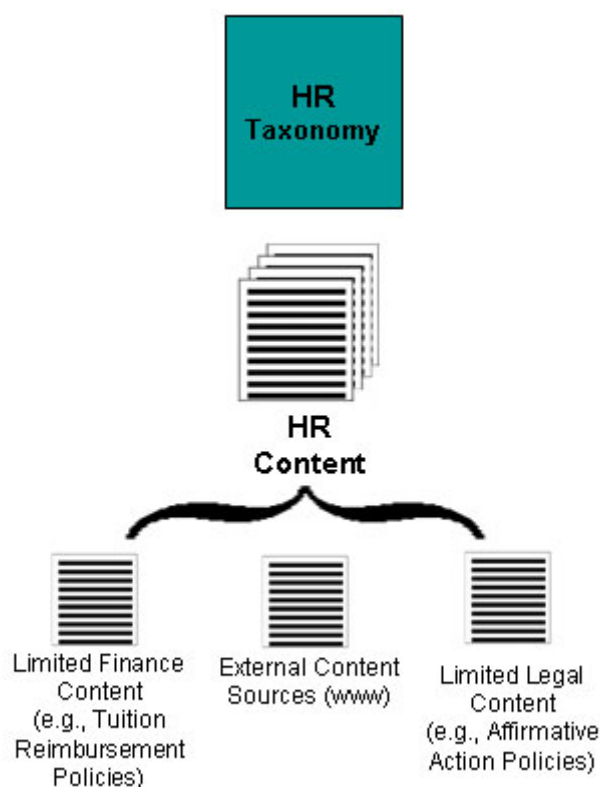 HR
Taxonomy
HR
Content
Limited Finance
Content
(e.g., Tuition
Reimbursement
Policies)
External Content
Sources (www)
Limited Legal
Content
(e.g., Affirmative
Action Policies)